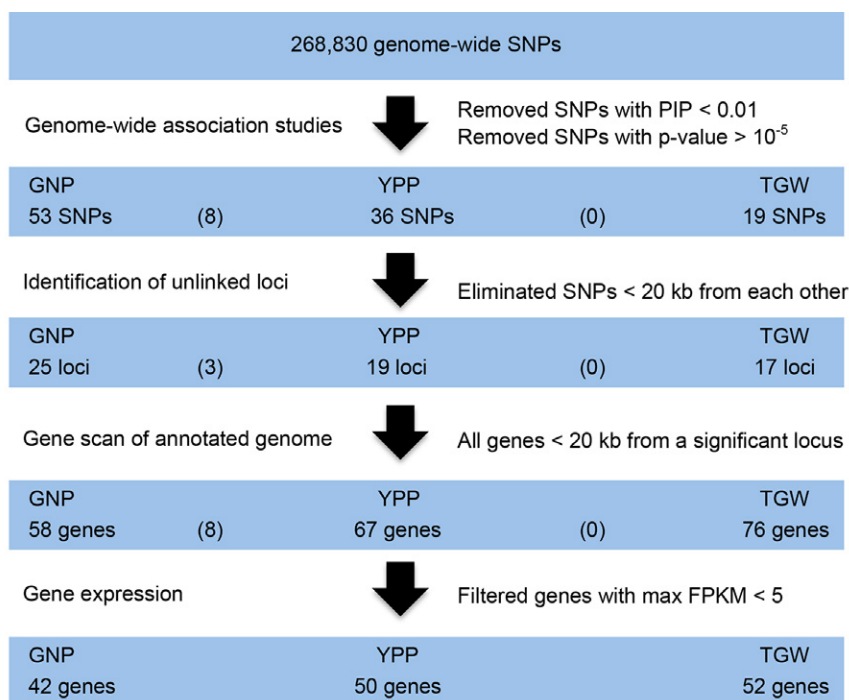 268,830 genome-wide SNPs
Genome-wide association studies
Removed SNPs with PIP < 0.01
Removed SNPs with p-value > 10⁻⁵
GNP YPP TGW
53 SNPs (8) 36 SNPs (0) 19 SNPs
Identification of unlinked loci
Eliminated SNPs < 20 kb from each other
GNP YPP TGW
25 loci (3) 19 loci (0) 17 loci
Gene scan of annotated genome
All genes < 20 kb from a significant locus
GNP YPP TGW
58 genes (8) 67 genes (0) 76 genes
Gene expression
Filtered genes with max FPKM < 5
GNP YPP TGW
42 genes 50 genes 52 genes